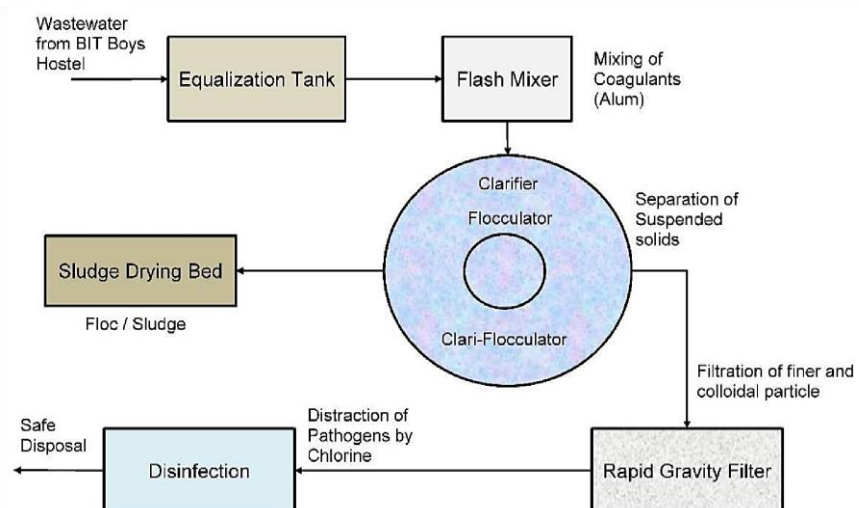 Wastewater
from BIT Boys
Hostel
Equalization Tank
Flash Mixer
Mixing of
Coagulants
(Alum)
Clarifier
Flocculator
Clari-Flocculator
Separation of
Suspended
solids
Sludge Drying Bed
Floc / Sludge
Filtration of finer and
colloidal particle
Rapid Gravity Filter
Distraction of
Pathogens by
Chlorine
Disinfection
Safe
Disposal